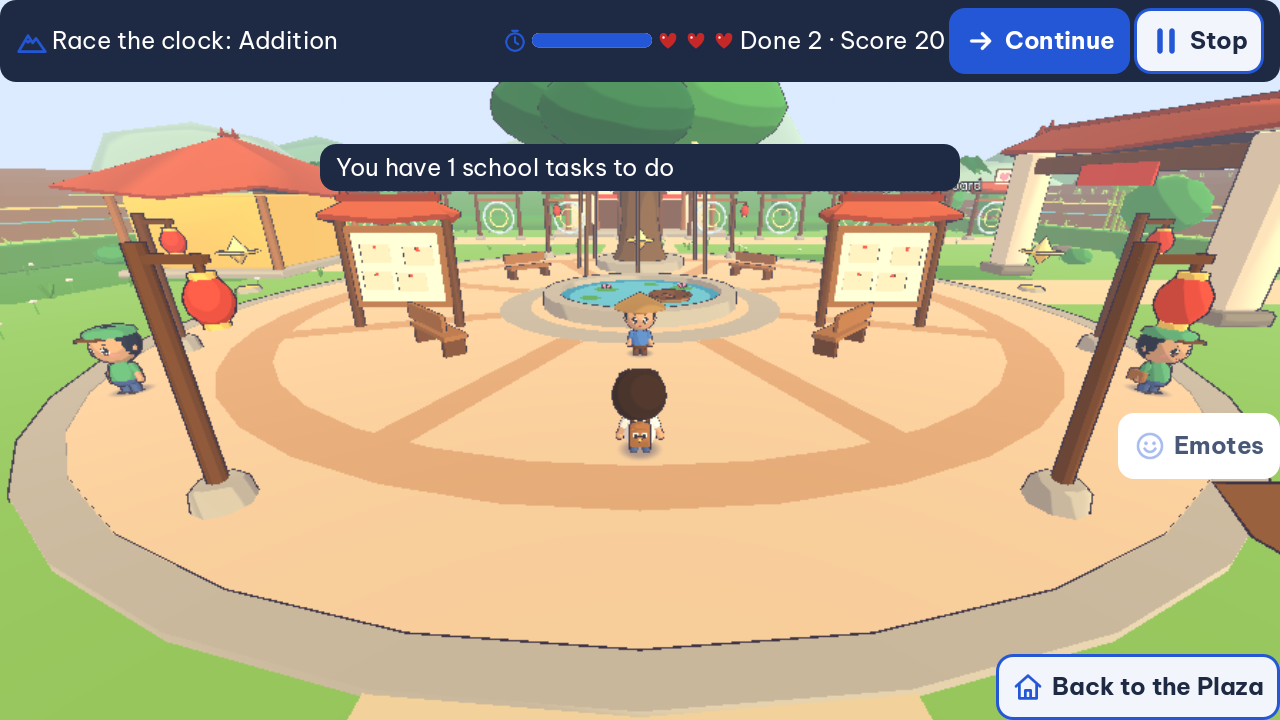 Race the clock: Addition
Done 2 · Score 20
Continue
Stop
You have 1 school tasks to do
Emotes
Back to the Plaza